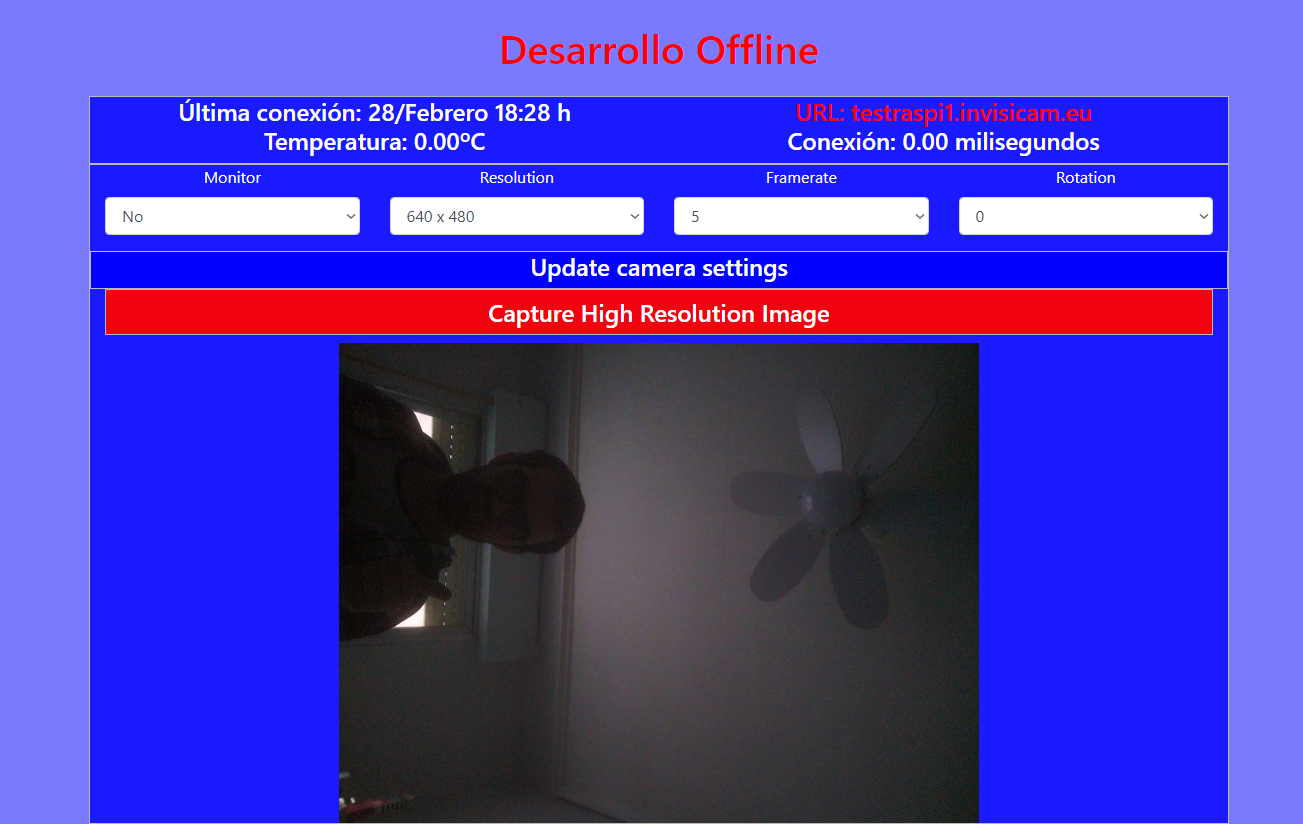 Desarrollo Offline
Última conexión: 28/Febrero 18:28 h
URL: testraspi1.invisicam.eu
Temperatura: 0.00ºC
Conexión: 0.00 milisegundos
Monitor
Resolution
Framerate
Rotation
No
640 x 480
5
0
Update camera settings
Capture High Resolution Image